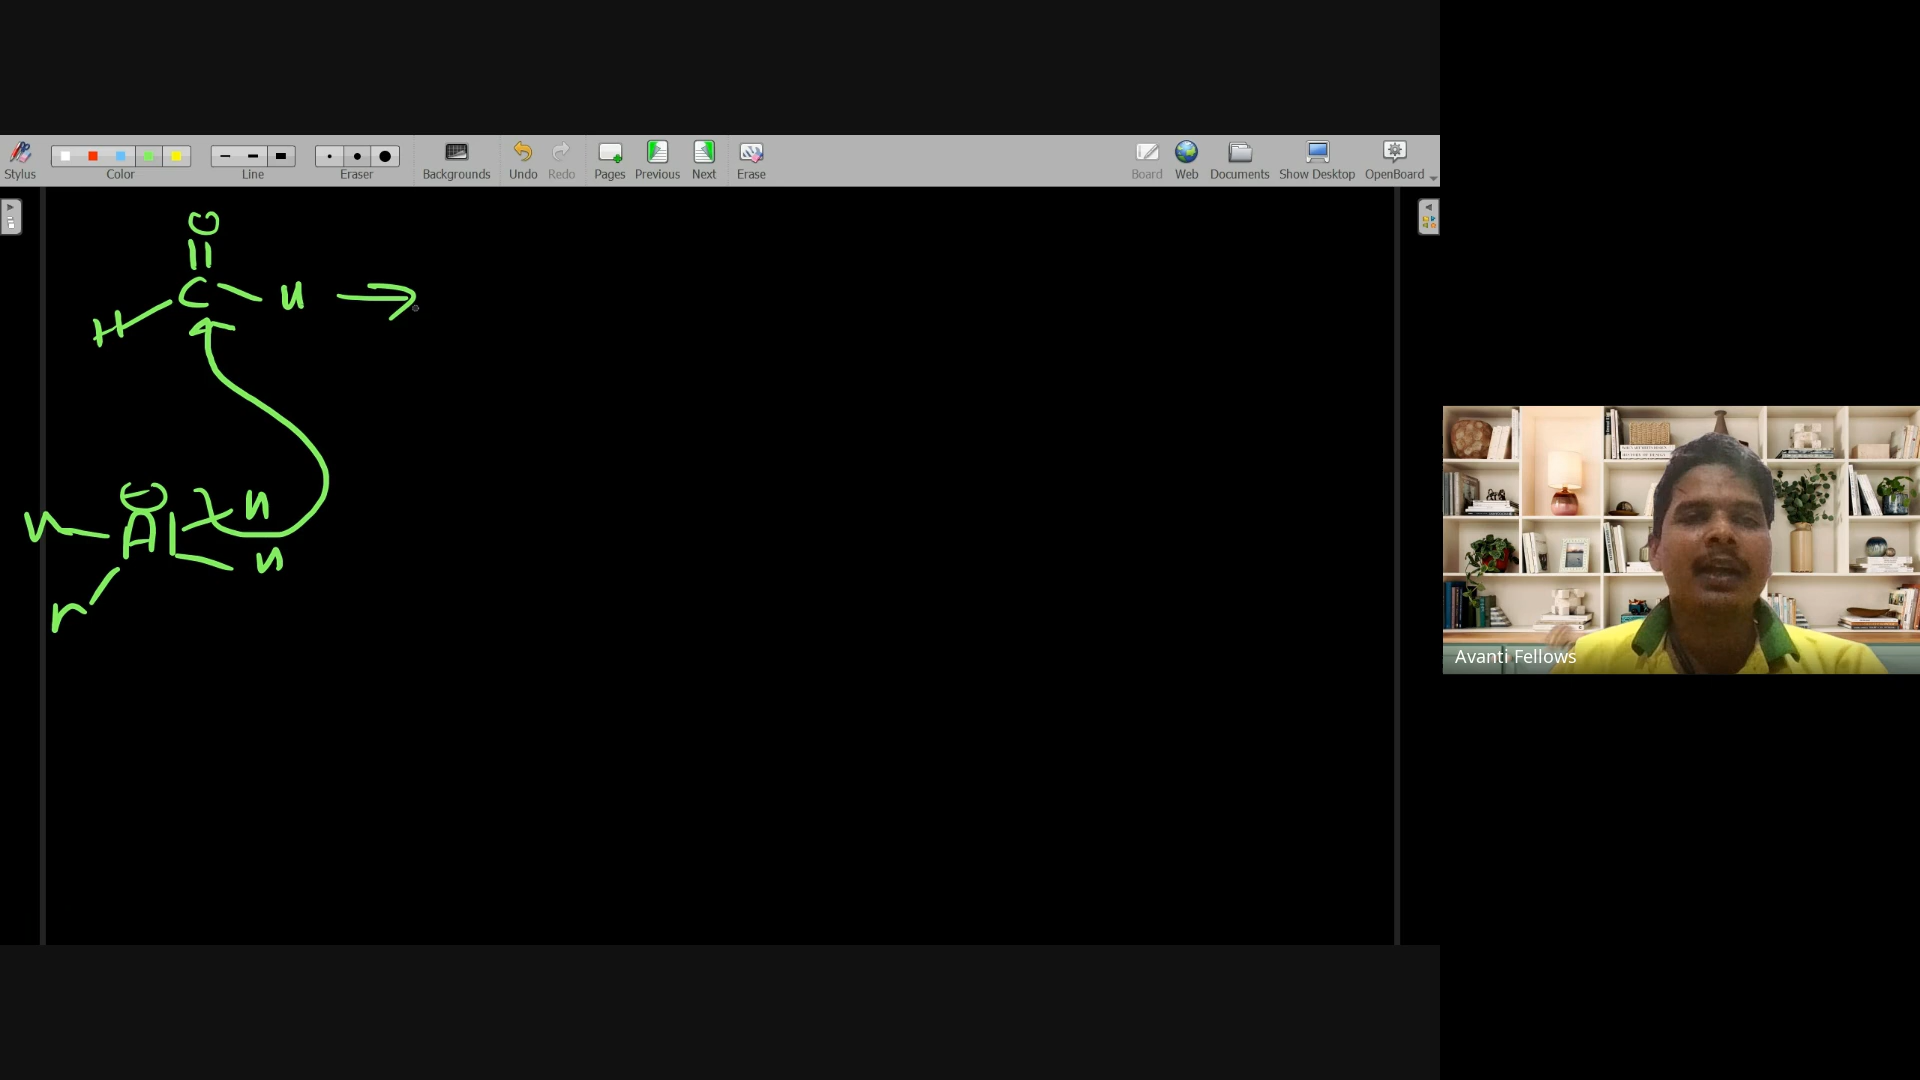 Stylus Color Line Eraser Backgrounds Undo Redo Pages Previous Next Erase Board Web Documents Show Desktop OpenBoard
O
C H
H
H Al H
H H
Avanti Fellows